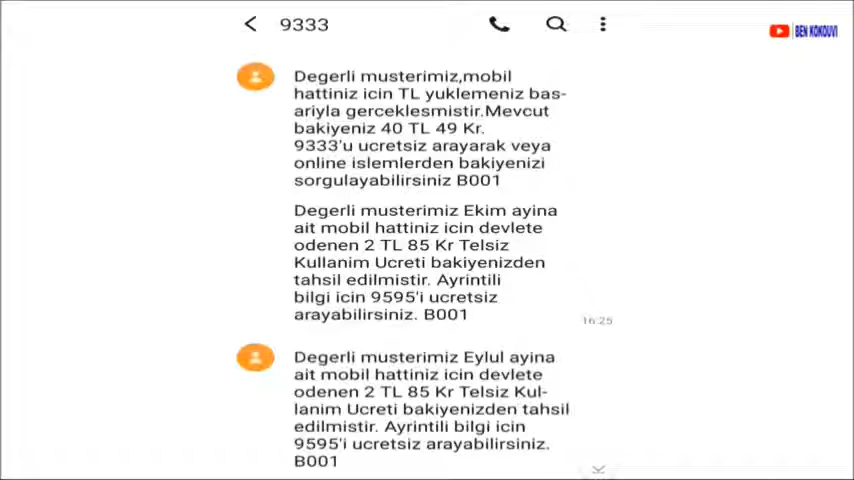 9333
BEN KOKOUVI
Degerli musterimiz,mobil
hattiniz icin TL yuklemeniz bas-
ariyla gerceklesmistir.Mevcut
bakiyeniz 40 TL 49 Kr.
9333'u ucretsiz arayarak veya
online islemlerden bakiyenizi
sorgulayabilirsiniz B001
Degerli musterimiz Ekim ayina
ait mobil hattiniz icin devlete
odenen 2 TL 85 Kr Telsiz
Kullanim Ucreti bakiyenizden
tahsil edilmistir. Ayrintili
bilgi icin 9595'i ucretsiz
arayabilirsiniz. B001
16:25
Degerli musterimiz Eylul ayina
ait mobil hattiniz icin devlete
odenen 2 TL 85 Kr Telsiz Kul-
lanim Ucreti bakiyenizden tahsil
edilmistir. Ayrintili bilgi icin
9595'i ucretsiz arayabilirsiniz.
B001